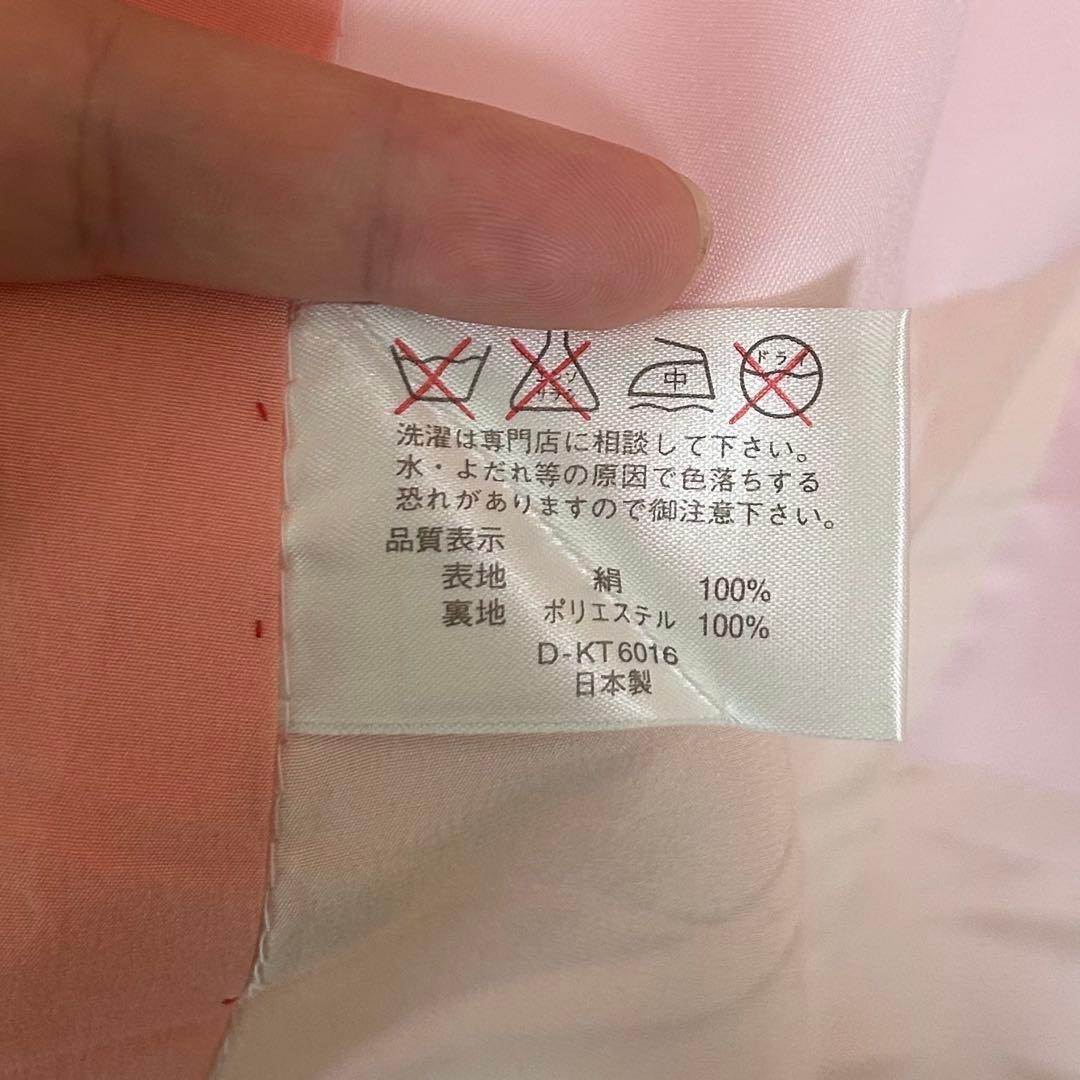 中 ドライ
洗濯は専門店に相談して下さい。
水・よだれ等の原因で色落ちする
恐れがありますので御注意下さい。
品質表示
表地 絹 100%
裏地 ポリエステル 100%
D-KT6016
日本製